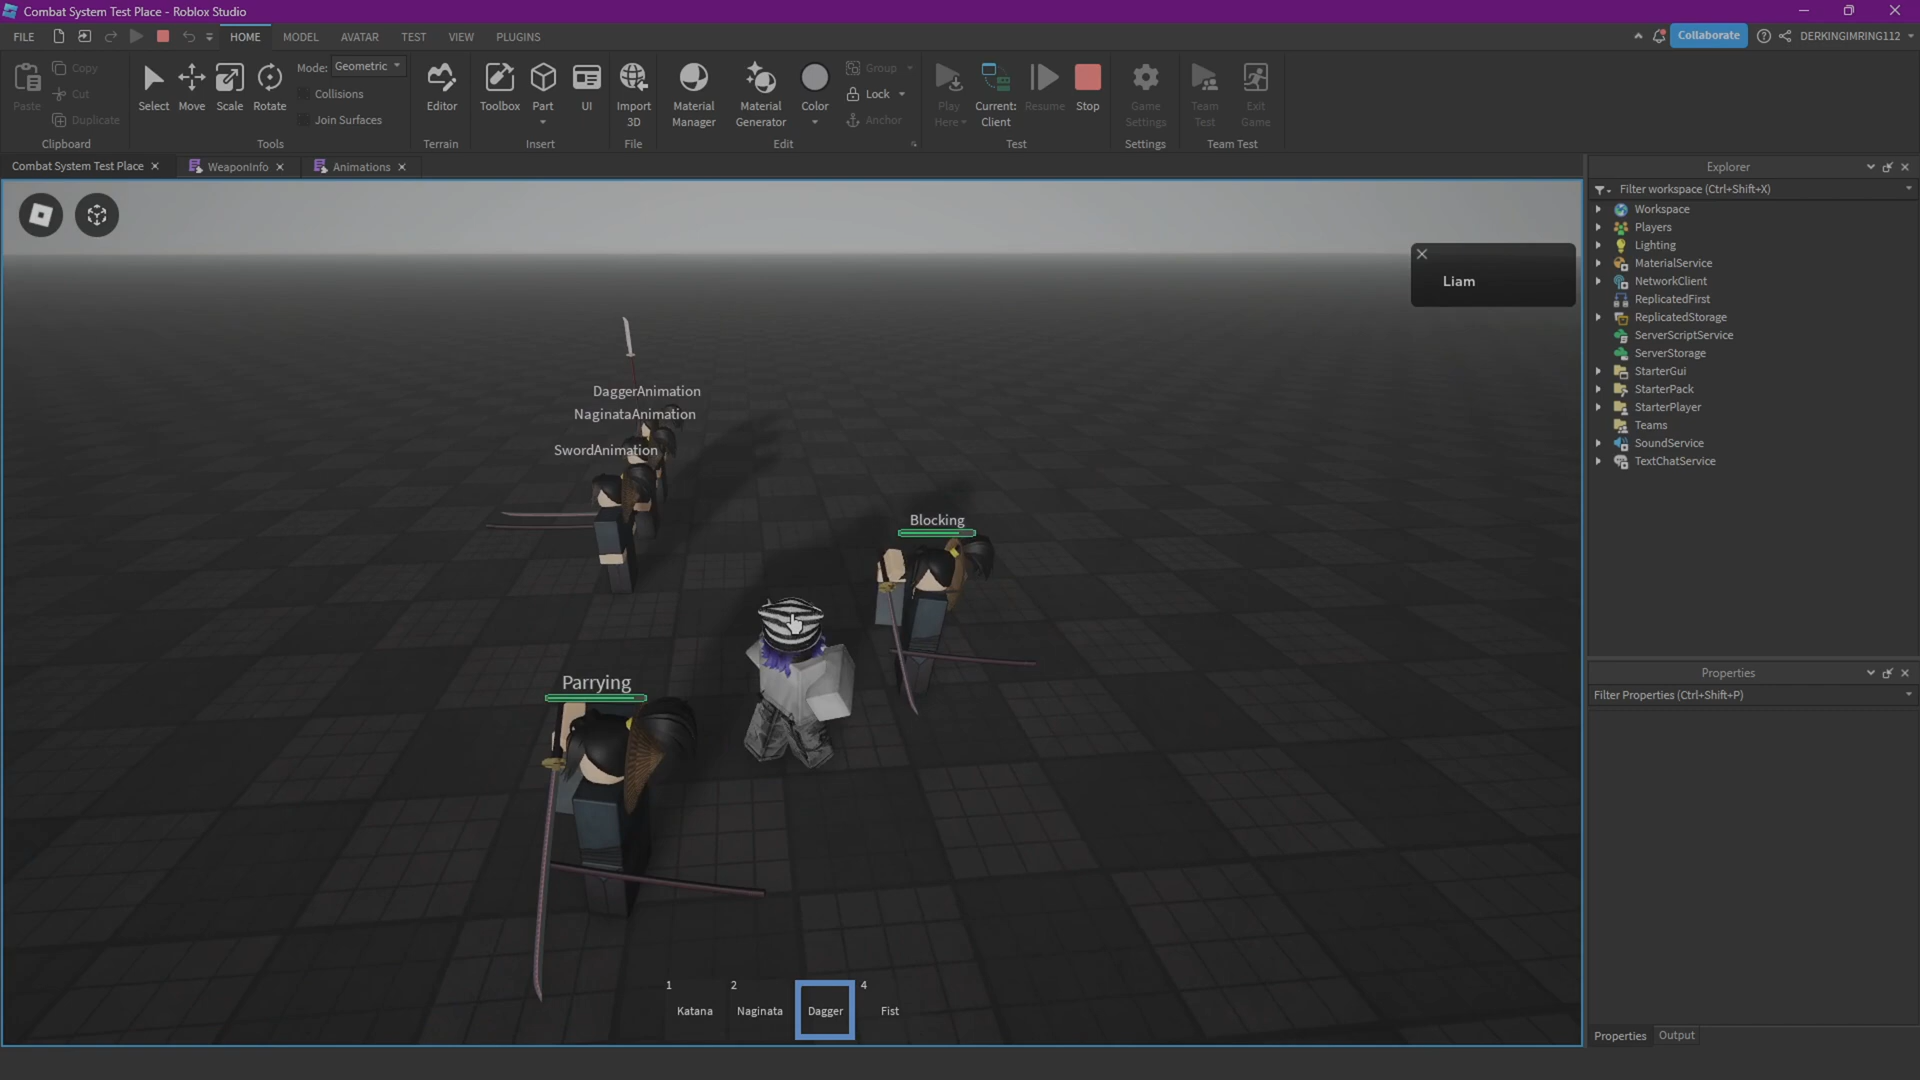 Combat System Test Place - Roblox Studio
FILE HOME MODEL AVATAR TEST VIEW PLUGINS Collaborate DERKINGIMRING112
Paste
Copy
Cut
Duplicate
Clipboard
Select Move Scale Rotate
Mode: Geometric
Collisions
Join Surfaces
Tools
Editor
Terrain
Toolbox Part UI
Insert
Import
3D
File
Material
Manager
Material
Generator
Color
Group
Lock
Anchor
Edit
Play
Here
Current:
Client
Resume Stop
Test
Game
Settings
Settings
Team
Test
Exit
Game
Team Test
Combat System Test Place WeaponInfo Animations
Liam
DaggerAnimation
NaginataAnimation
SwordAnimation
Blocking
Parrying
1 2 4
Katana Naginata Dagger Fist
Explorer
Filter workspace (Ctrl+Shift+X)
Workspace
Players
Lighting
MaterialService
NetworkClient
ReplicatedFirst
ReplicatedStorage
ServerScriptService
ServerStorage
StarterGui
StarterPack
StarterPlayer
Teams
SoundService
TextChatService
Properties
Filter Properties (Ctrl+Shift+P)
Properties Output